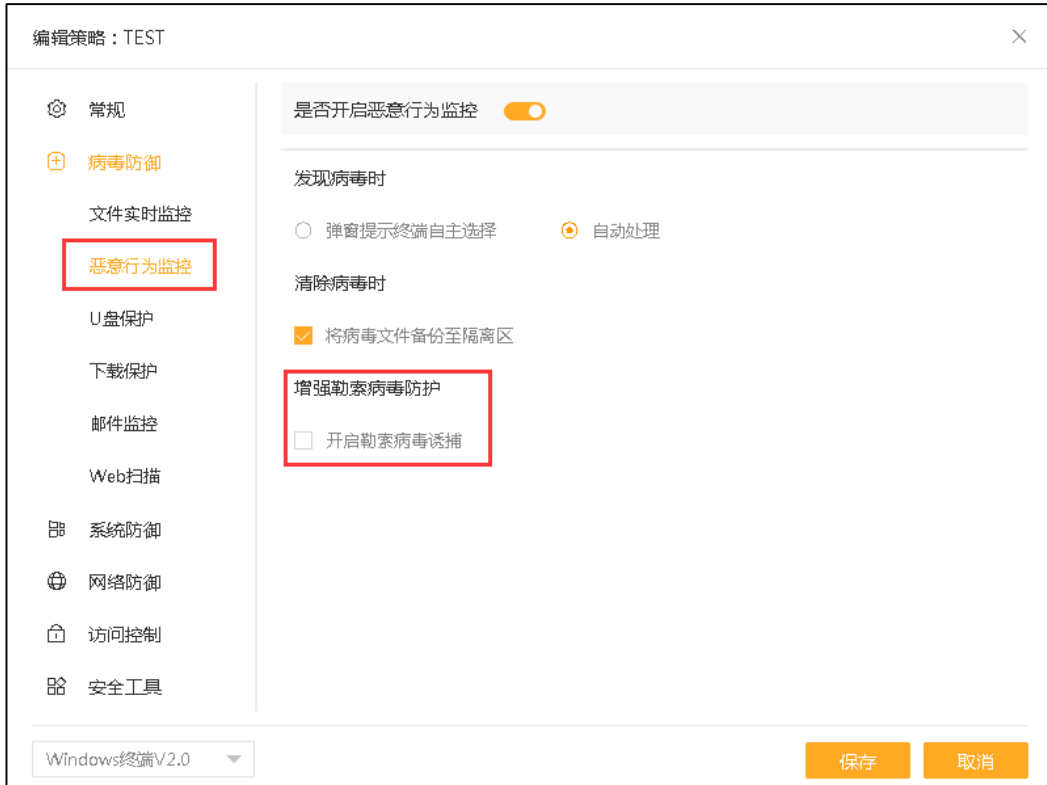 编辑策略：TEST
常规
病毒防御
文件实时监控
恶意行为监控
U盘保护
下载保护
邮件监控
Web扫描
系统防御
网络防御
访问控制
安全工具
是否开启恶意行为监控
发现病毒时
弹窗提示终端自主选择 自动处理
清除病毒时
将病毒文件备份至隔离区
增强勒索病毒防护
开启勒索病毒诱捕
Windows终端V2.0
保存 取消